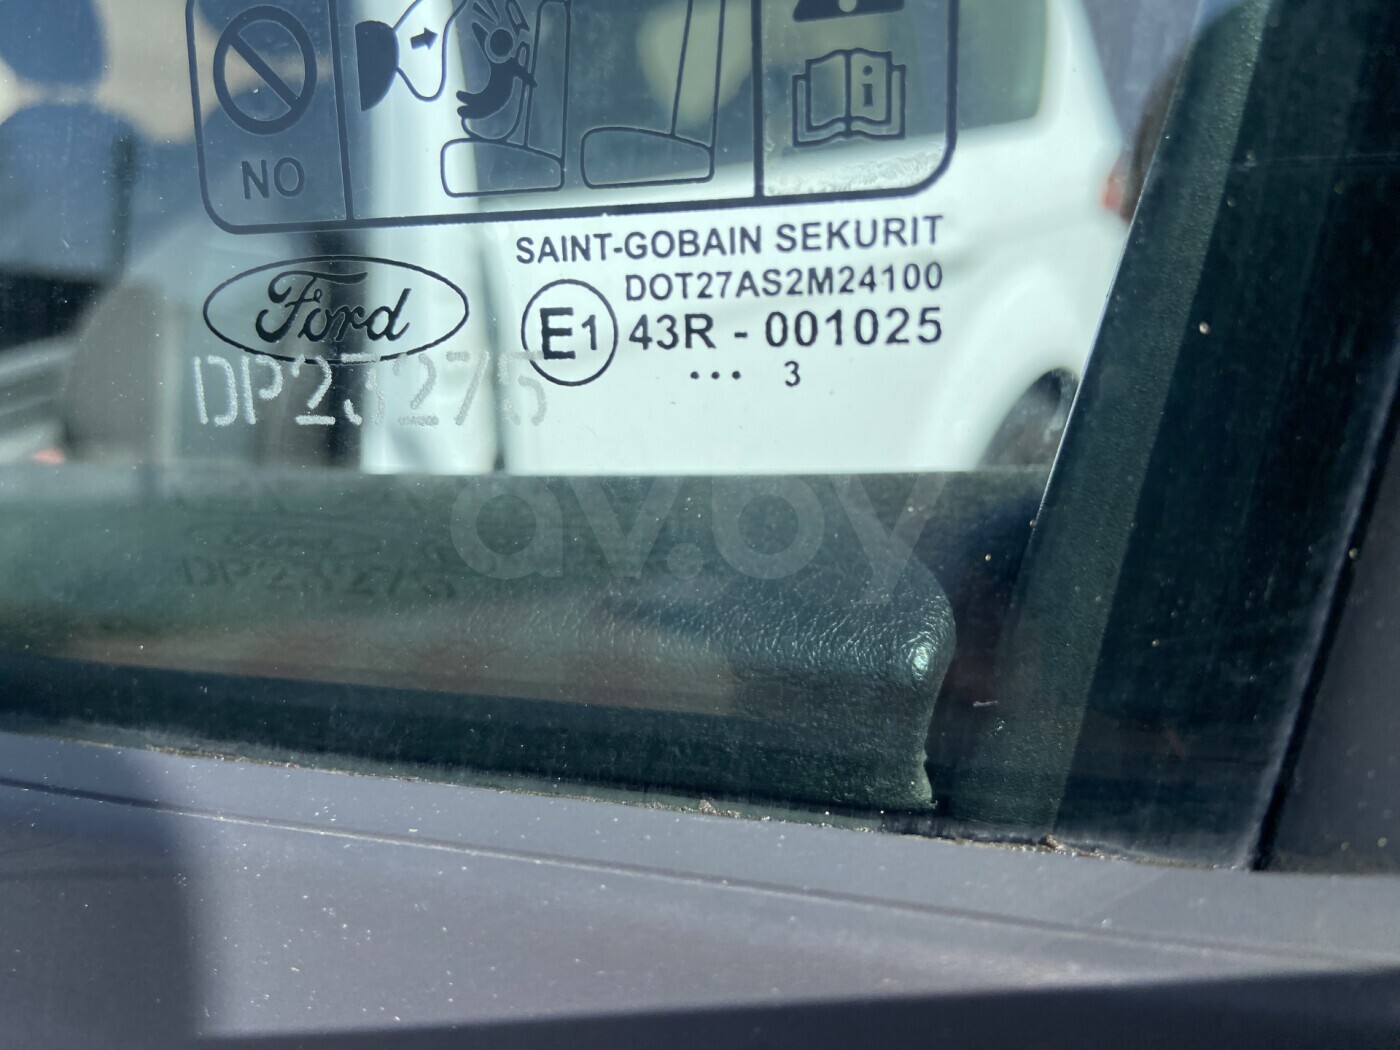 NO
SAINT-GOBAIN SEKURIT
DOT27AS2M24100
Ford
E1 43R - 001025
... 3
DP23275
av.by